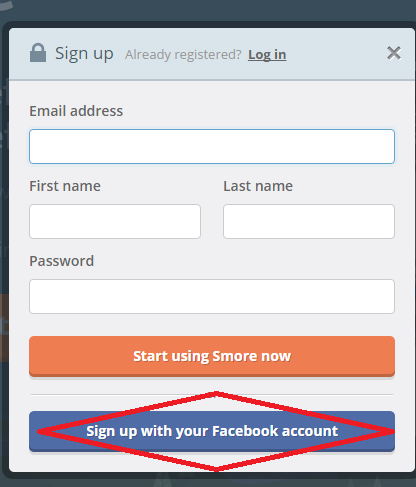 Sign up Already registered? Log in
Email address
First name Last name
Password
Start using Smore now
Sign up with your Facebook account